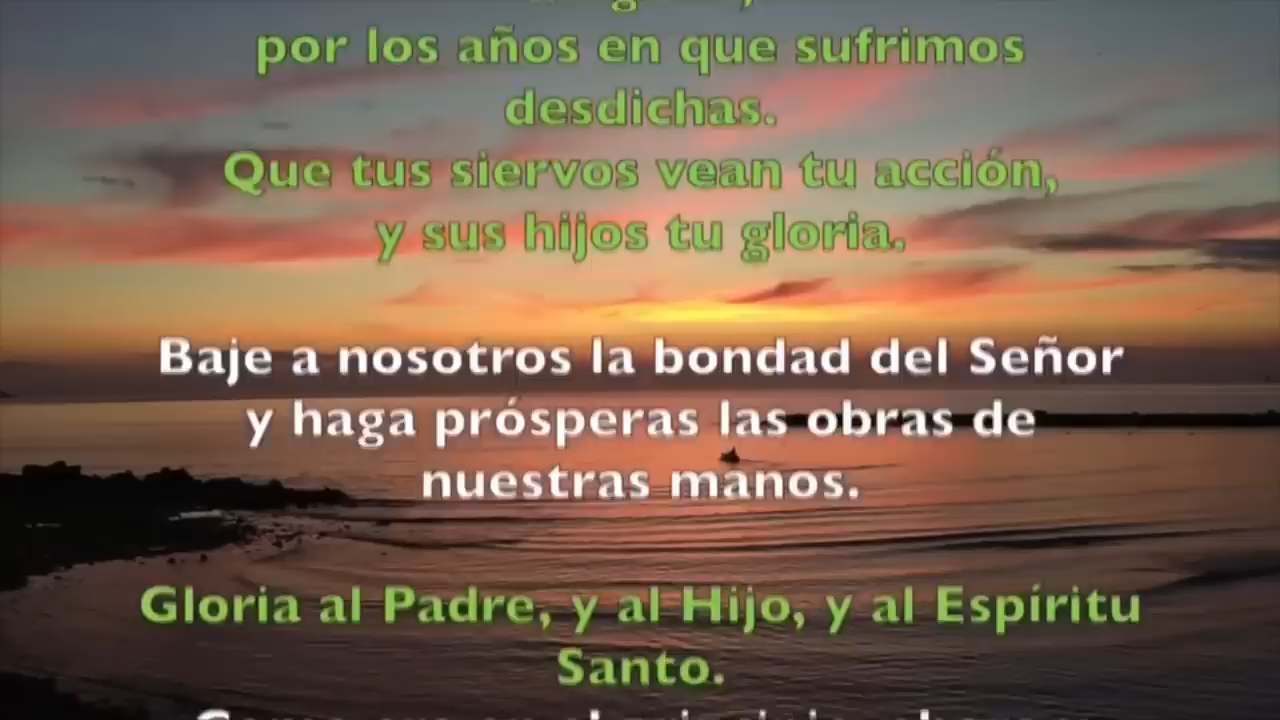 por los años en que sufrimos
desdichas.
Que tus siervos vean tu acción,
y sus hijos tu gloria.
Baje a nosotros la bondad del Señor
y haga prósperas las obras de
nuestras manos.
Gloria al Padre, y al Hijo, y al Espíritu
Santo.